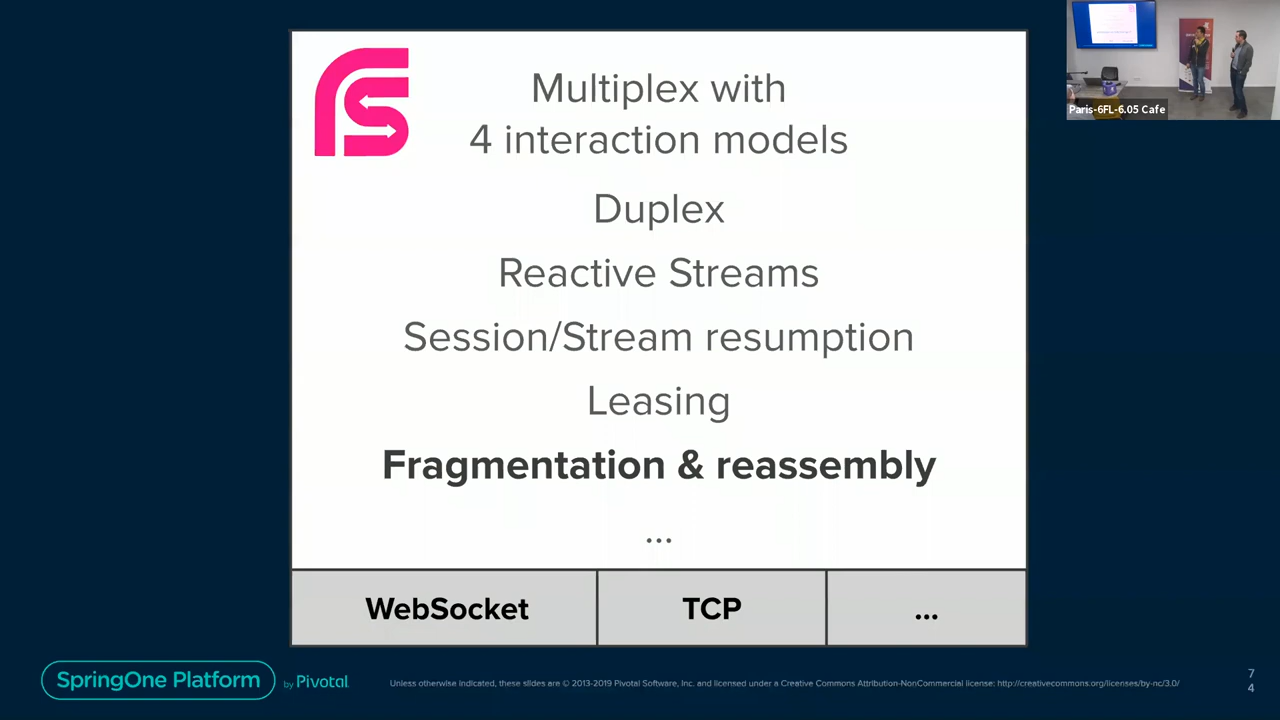 Multiplex with
4 interaction models
Duplex
Reactive Streams
Session/Stream resumption
Leasing
Fragmentation & reassembly
...
WebSocket
TCP
...
Paris-6FL-6.05 Cafe
SpringOne Platform
by Pivotal
Unless otherwise indicated, these slides are © 2013-2019 Pivotal Software, Inc. and licensed under a Creative Commons Attribution-NonCommercial license: http://creativecommons.org/licenses/by-nc/3.0/
7
4